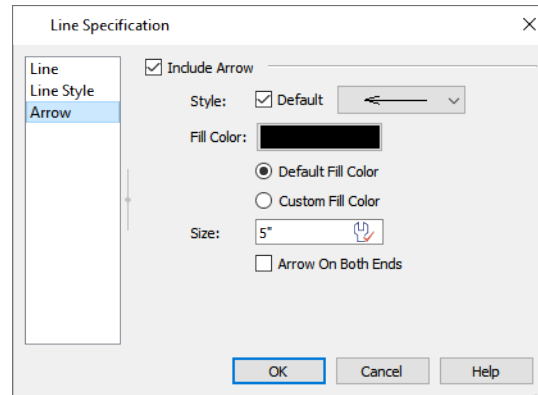 Line Specification
Line
Line Style
Arrow
Include Arrow
Style: Default
Fill Color:
Default Fill Color
Custom Fill Color
Size: 5"
Arrow On Both Ends
OK Cancel Help